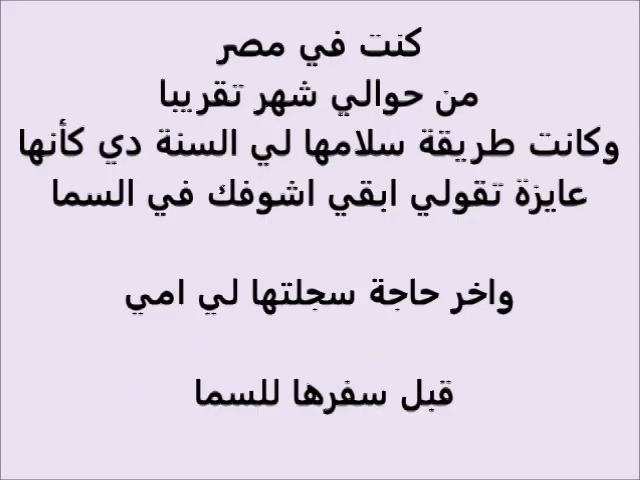 كنت في مصر
من حوالي شهر تقريبا
وكانت طريقة سلامها لي السنة دي كأنها
عايزة تقولي ابقي اشوفك في السما
واخر حاجة سجلتها لي امي
قبل سفرها للسما